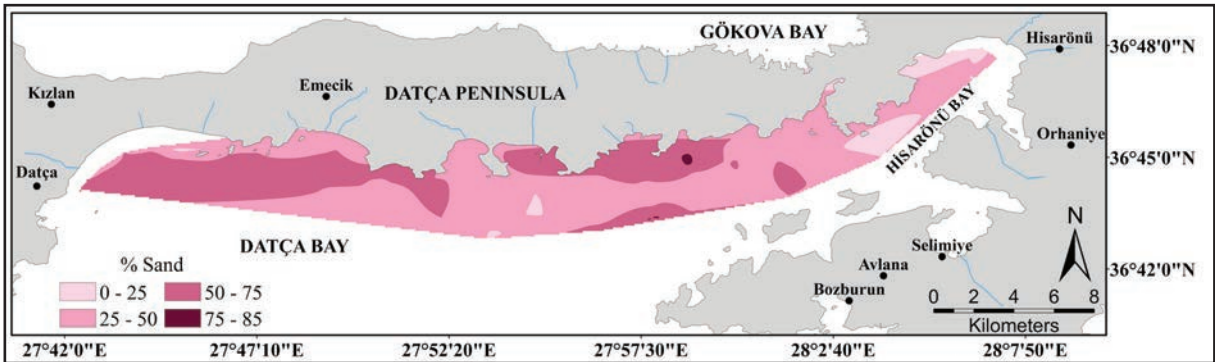 GÖKOVA BAY
Hisarönü
36°48'0"N
Kızlan
Emecik
DATÇA PENINSULA
HİSARÖNÜ BAY
Orhaniye
36°45'0"N
Datça
DATÇA BAY
N
Selimiye
Avlana
Bozburun
36°42'0"N
% Sand
0 - 25
50 - 75
25 - 50
75 - 85
0 2 4 6 8
Kilometers
27°42'0"E 27°47'10"E 27°52'20"E 27°57'30"E 28°2'40"E 28°7'50"E